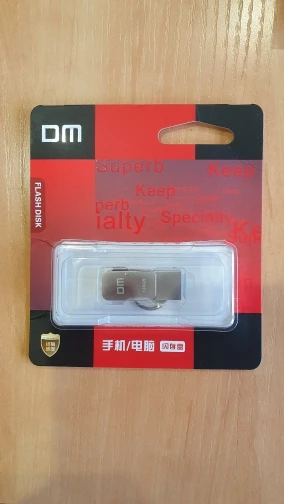 DM
Superb
Keep
Keep
perb
ialty
Special
Ke
FLASH DISK
DM
手机/电脑 闪存盘